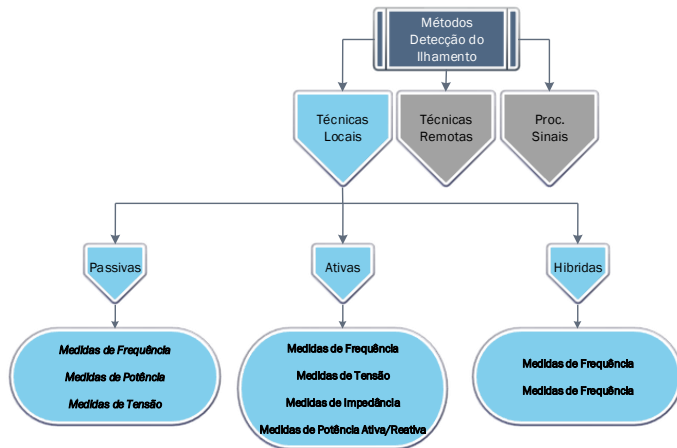 Métodos
Detecção do
Ilhamento
Técnicas
Locais
Técnicas
Remotas
Proc.
Sinais
Passivas
Ativas
Hibridas
Medidas de Frequência
Medidas de Potência
Medidas de Tensão
Medidas de Frequência
Medidas de Tensão
Medidas de Impedância
Medidas de Potência Ativa/Reativa
Medidas de Frequência
Medidas de Frequência